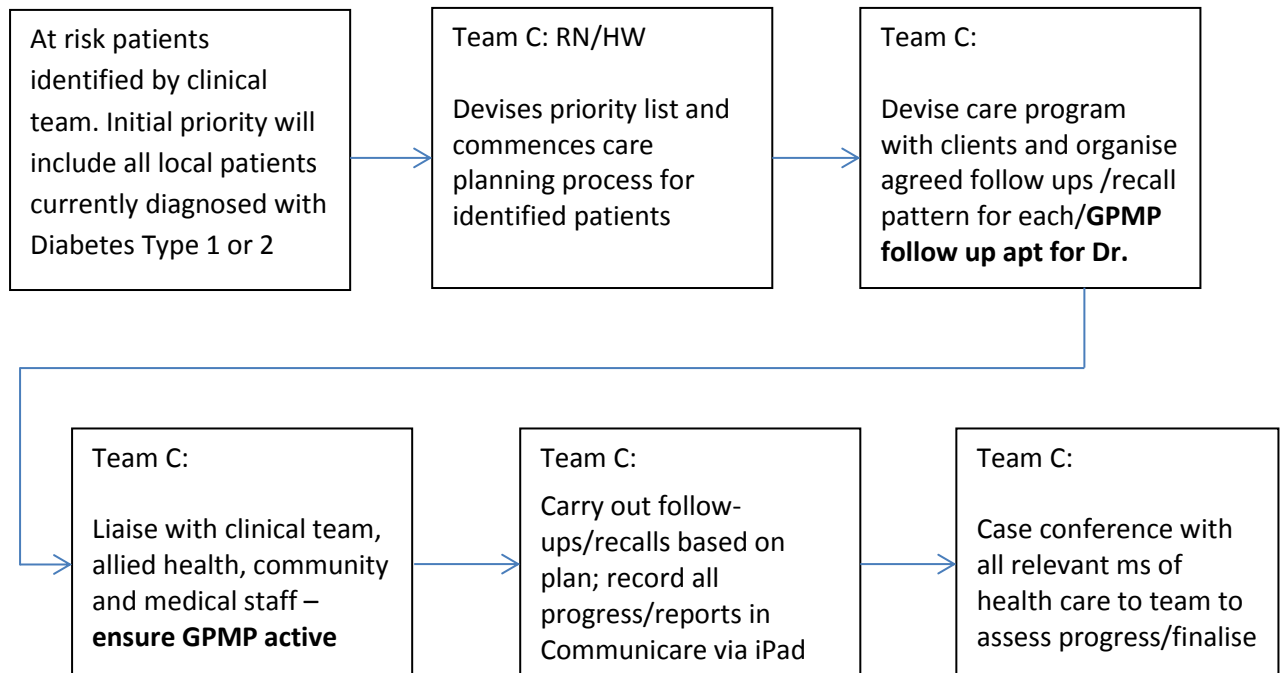 At risk patients
identified by clinical
team. Initial priority will
include all local patients
currently diagnosed with
Diabetes Type 1 or 2
Team C: RN/HW
Devises priority list and
commences care
planning process for
identified patients
Team C:
Devise care program
with clients and organise
agreed follow ups /recall
pattern for each/GPMP
follow up apt for Dr.
Team C:
Liaise with clinical team,
allied health, community
and medical staff –
ensure GPMP active
Team C:
Carry out follow-
ups/recalls based on
plan; record all
progress/reports in
Communicare via iPad
Team C:
Case conference with
all relevant ms of
health care to team to
assess progress/finalise